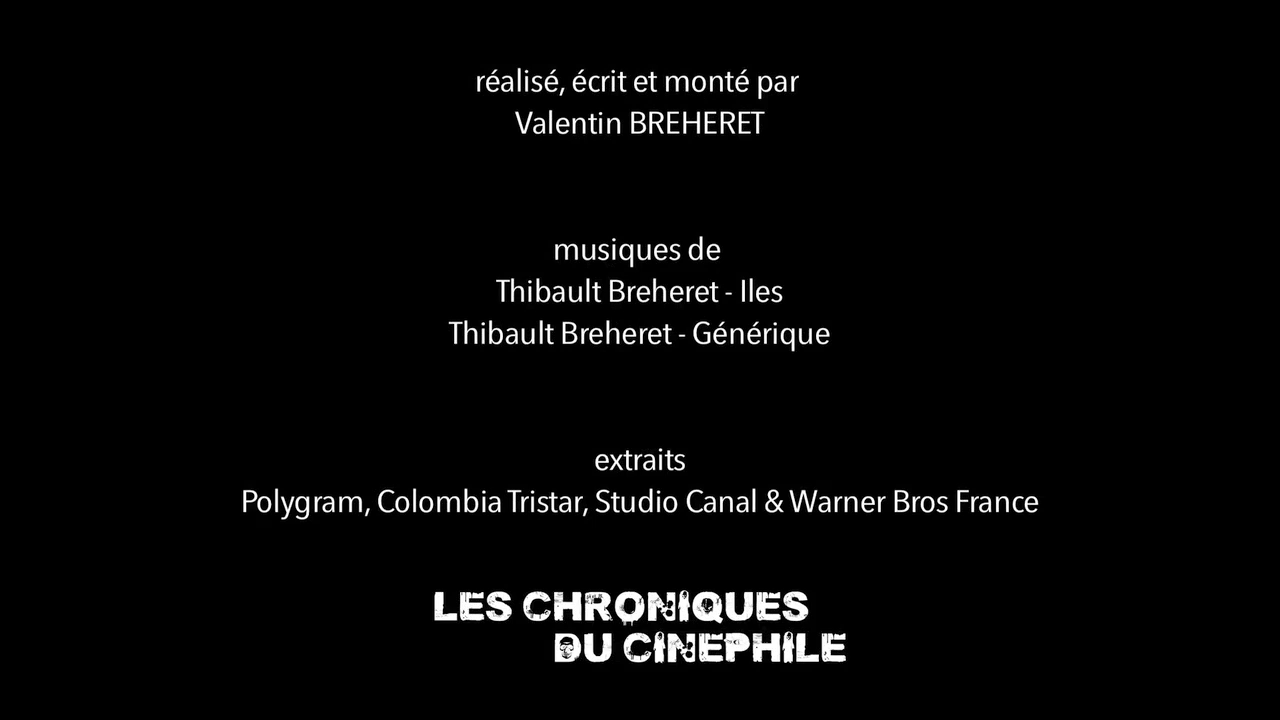 réalisé, écrit et monté par
Valentin BREHERET
musiques de
Thibault Breheret - Iles
Thibault Breheret - Générique
extraits
Polygram, Colombia Tristar, Studio Canal & Warner Bros France
LES CHRONIQUES
DU CINEPHILE